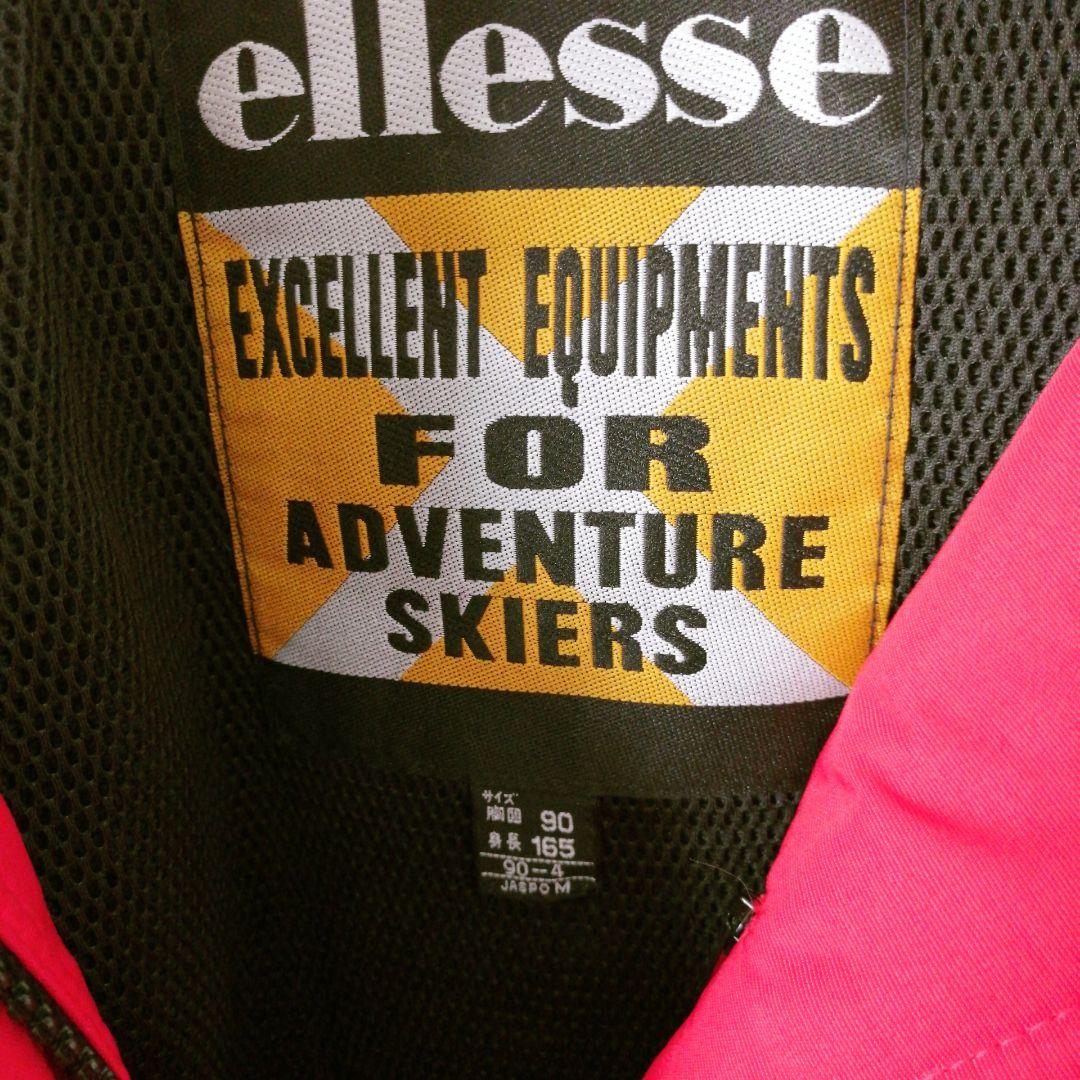 ellesse
EXCELLENT EQUIPMENTS
FOR
ADVENTURE
SKIERS
サイズ
胸囲 90
身長 165
90-4
JASPO M